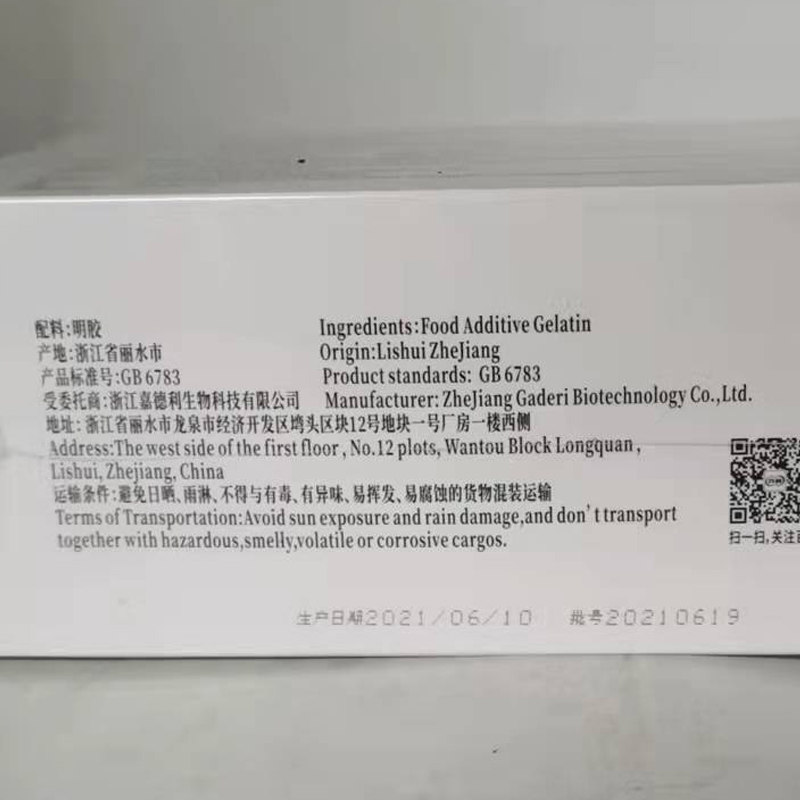 配料:明胶 Ingredients:Food Additive Gelatin
产地:浙江省丽水市 Origin:Lishui ZheJiang
产品标准号:GB 6783 Product standards: GB 6783
受委托商:浙江嘉德利生物科技有限公司 Manufacturer: ZheJiang Gaderi Biotechnology Co.,Ltd.
地址:浙江省丽水市龙泉市经济开发区塆头区块12号地块一号厂房一楼西侧
Address:The west side of the first floor, No.12 plots, Wantou Block Longquan,
Lishui, Zhejiang, China
运输条件:避免日晒、雨淋、不得与有毒、有异味、易挥发、易腐蚀的货物混装运输
Terms of Transportation:Avoid sun exposure and rain damage,and don't transport
together with hazardous,smelly,volatile or corrosive cargos.
扫一扫,关注
生产日期2021/06/10 批号20210619